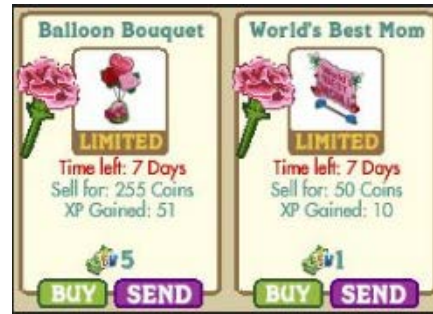 Balloon Bouquet
LIMITED
Time left: 7 Days
Sell for: 255 Coins
XP Gained: 51
5
BUY SEND
World's Best Mom
LIMITED
Time left: 7 Days
Sell for: 50 Coins
XP Gained: 10
1
BUY SEND